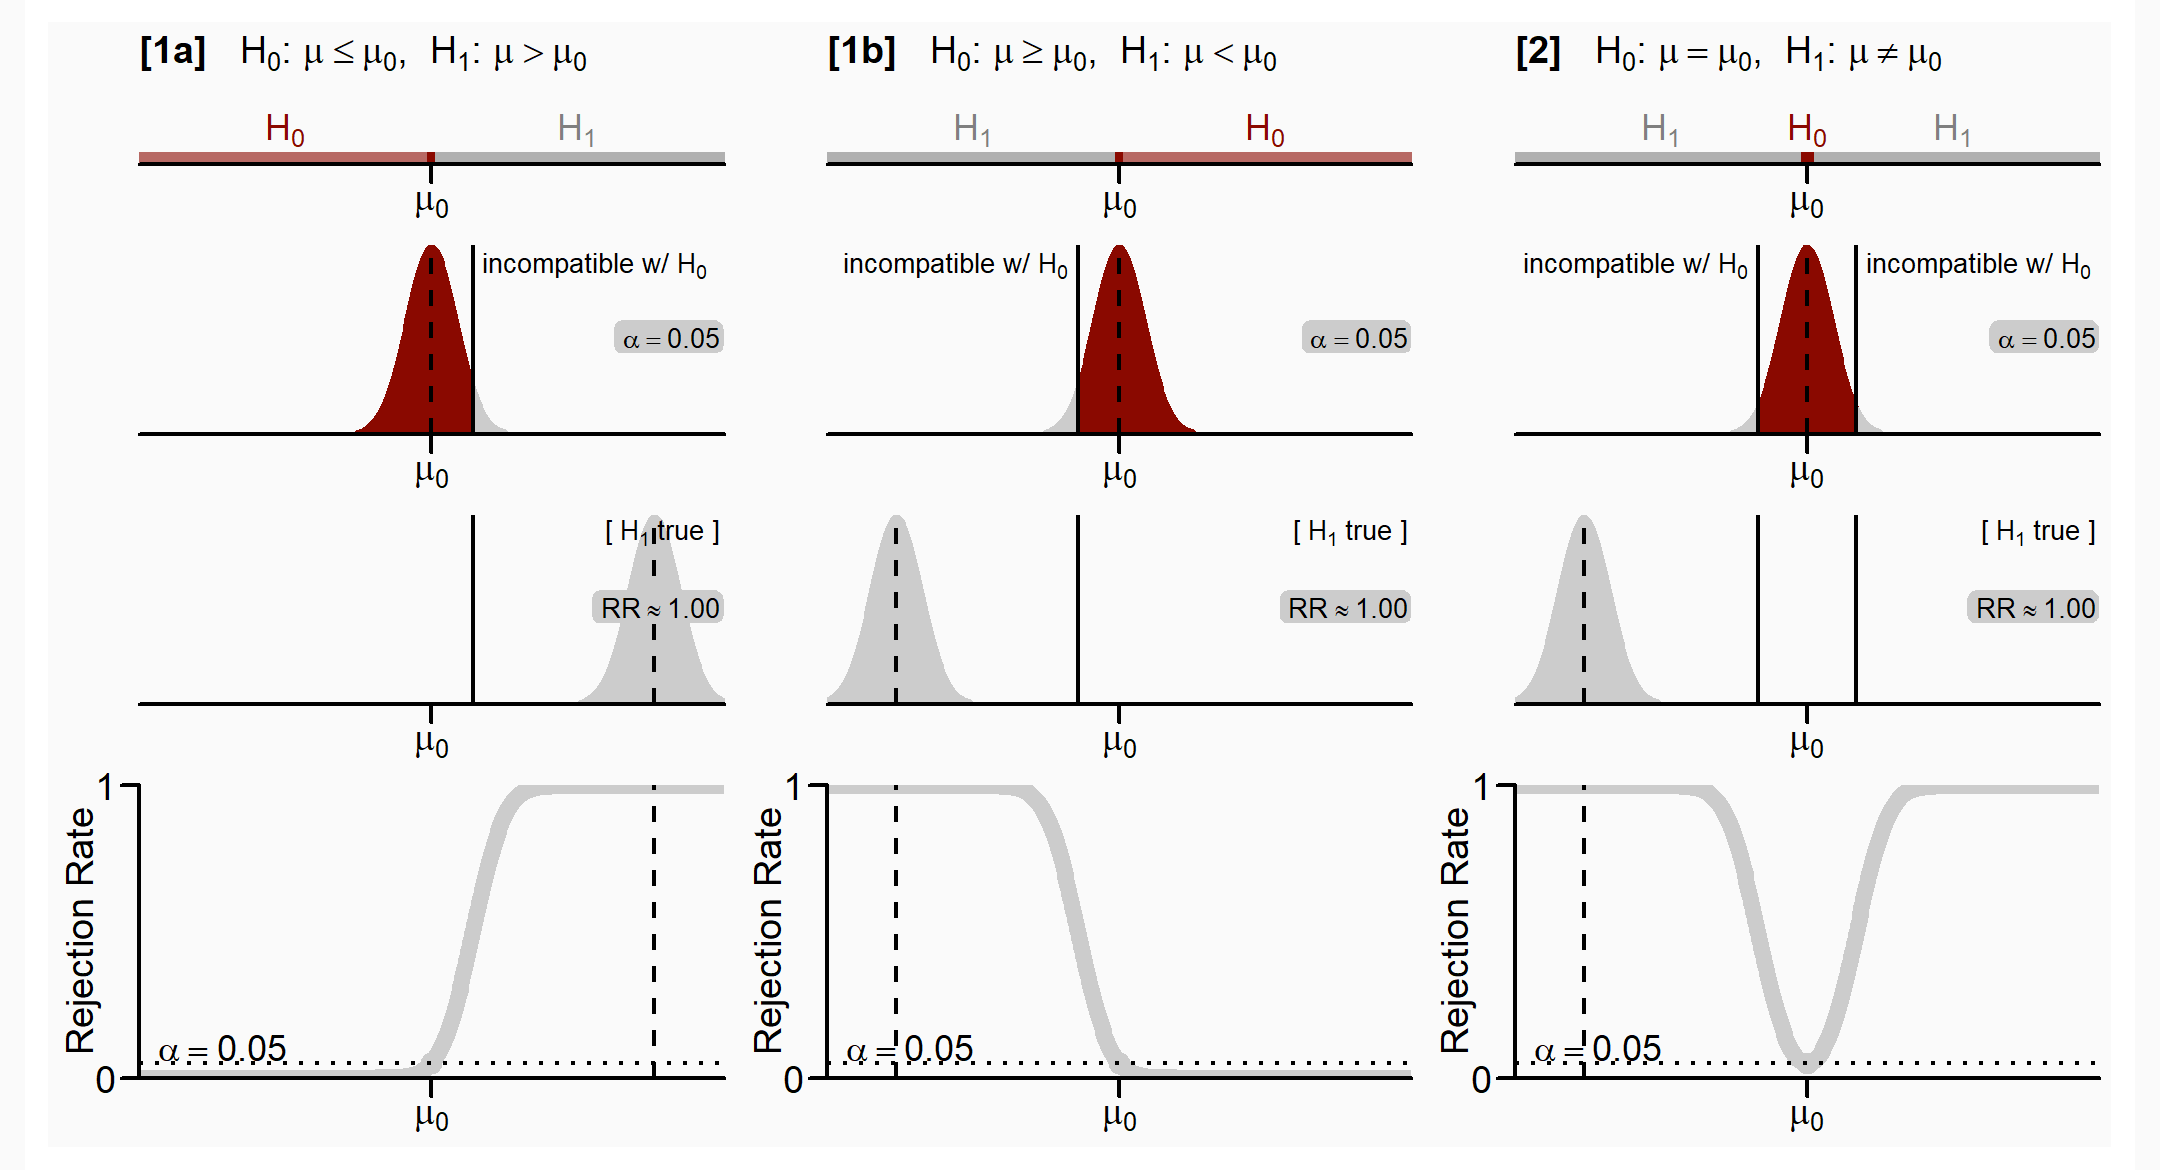 [1a] H₀: μ ≤ μ₀, H₁: μ > μ₀
H₀ H₁
μ₀
incompatible w/ H₀
α = 0.05
μ₀
[ H₁ true ]
RR ≈ 1.00
μ₀
Rejection Rate
1
α = 0.05
0
μ₀
[1b] H₀: μ ≥ μ₀, H₁: μ < μ₀
H₁ H₀
μ₀
incompatible w/ H₀
α = 0.05
μ₀
[ H₁ true ]
RR ≈ 1.00
μ₀
Rejection Rate
1
α = 0.05
0
μ₀
[2] H₀: μ = μ₀, H₁: μ ≠ μ₀
H₁ H₀ H₁
μ₀
incompatible w/ H₀ incompatible w/ H₀
α = 0.05
μ₀
[ H₁ true ]
RR ≈ 1.00
μ₀
Rejection Rate
1
α = 0.05
0
μ₀